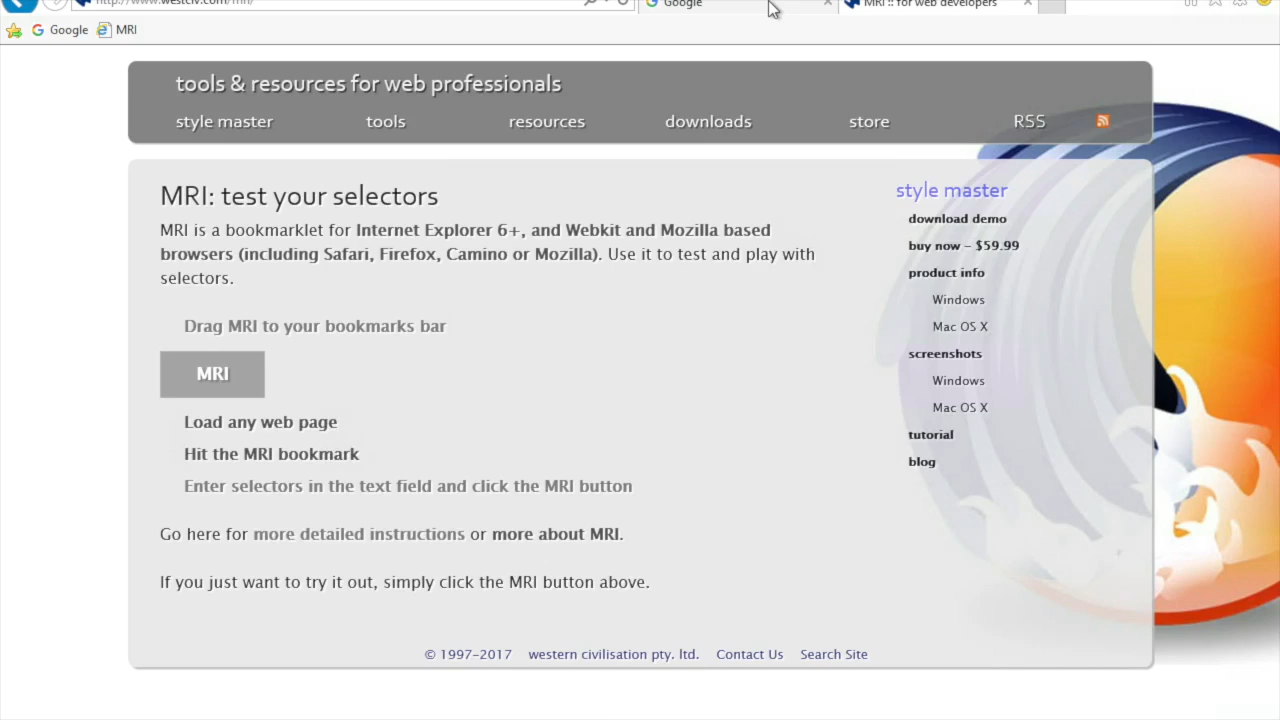 http://www.westciv.com/mri/
Google
MRI :: for web developers
Google
MRI
tools & resources for web professionals
style master
tools
resources
downloads
store
RSS
MRI: test your selectors
MRI is a bookmarklet for Internet Explorer 6+, and Webkit and Mozilla based
browsers (including Safari, Firefox, Camino or Mozilla). Use it to test and play with
selectors.
Drag MRI to your bookmarks bar
MRI
Load any web page
Hit the MRI bookmark
Enter selectors in the text field and click the MRI button
Go here for more detailed instructions or more about MRI.
If you just want to try it out, simply click the MRI button above.
style master
download demo
buy now – $59.99
product info
Windows
Mac OS X
screenshots
Windows
Mac OS X
tutorial
blog
© 1997–2017 western civilisation pty. ltd. Contact Us Search Site